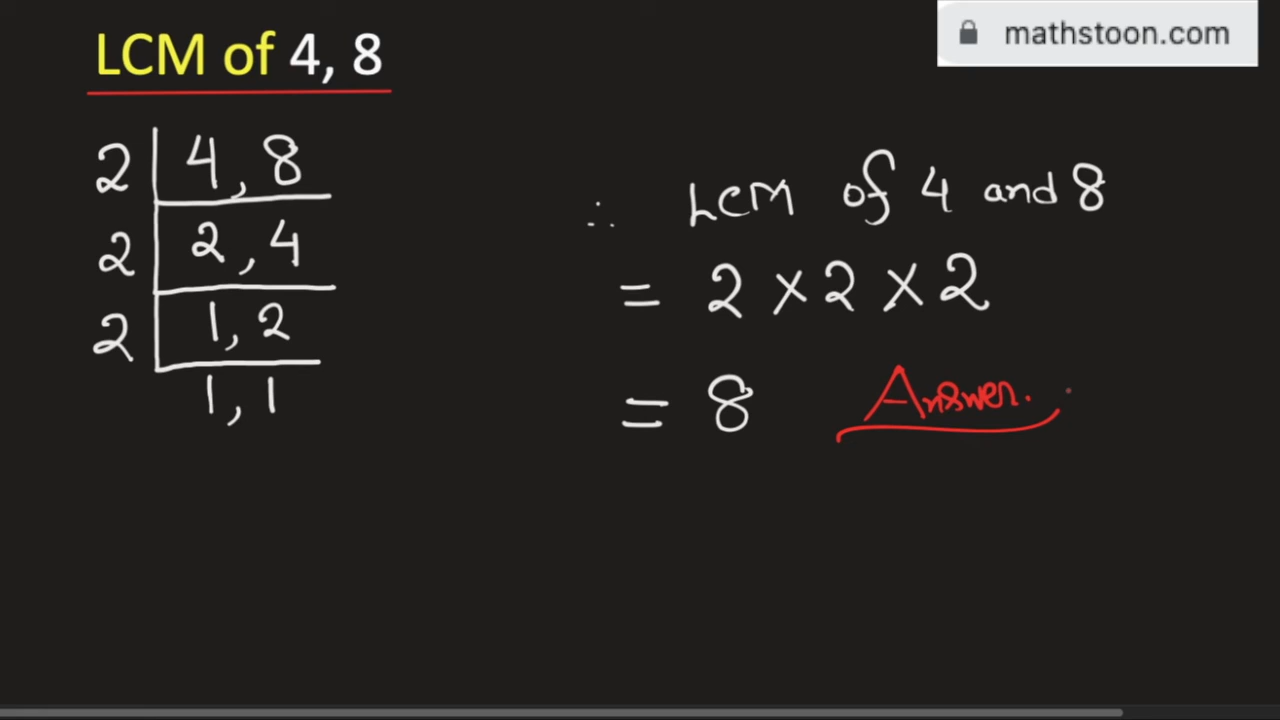 LCM of 4, 8
mathstoon.com
2 | 4, 8
2 | 2, 4
2 | 1, 2
1, 1
∴ LCM of 4 and 8
= 2 × 2 × 2
= 8 Answer.